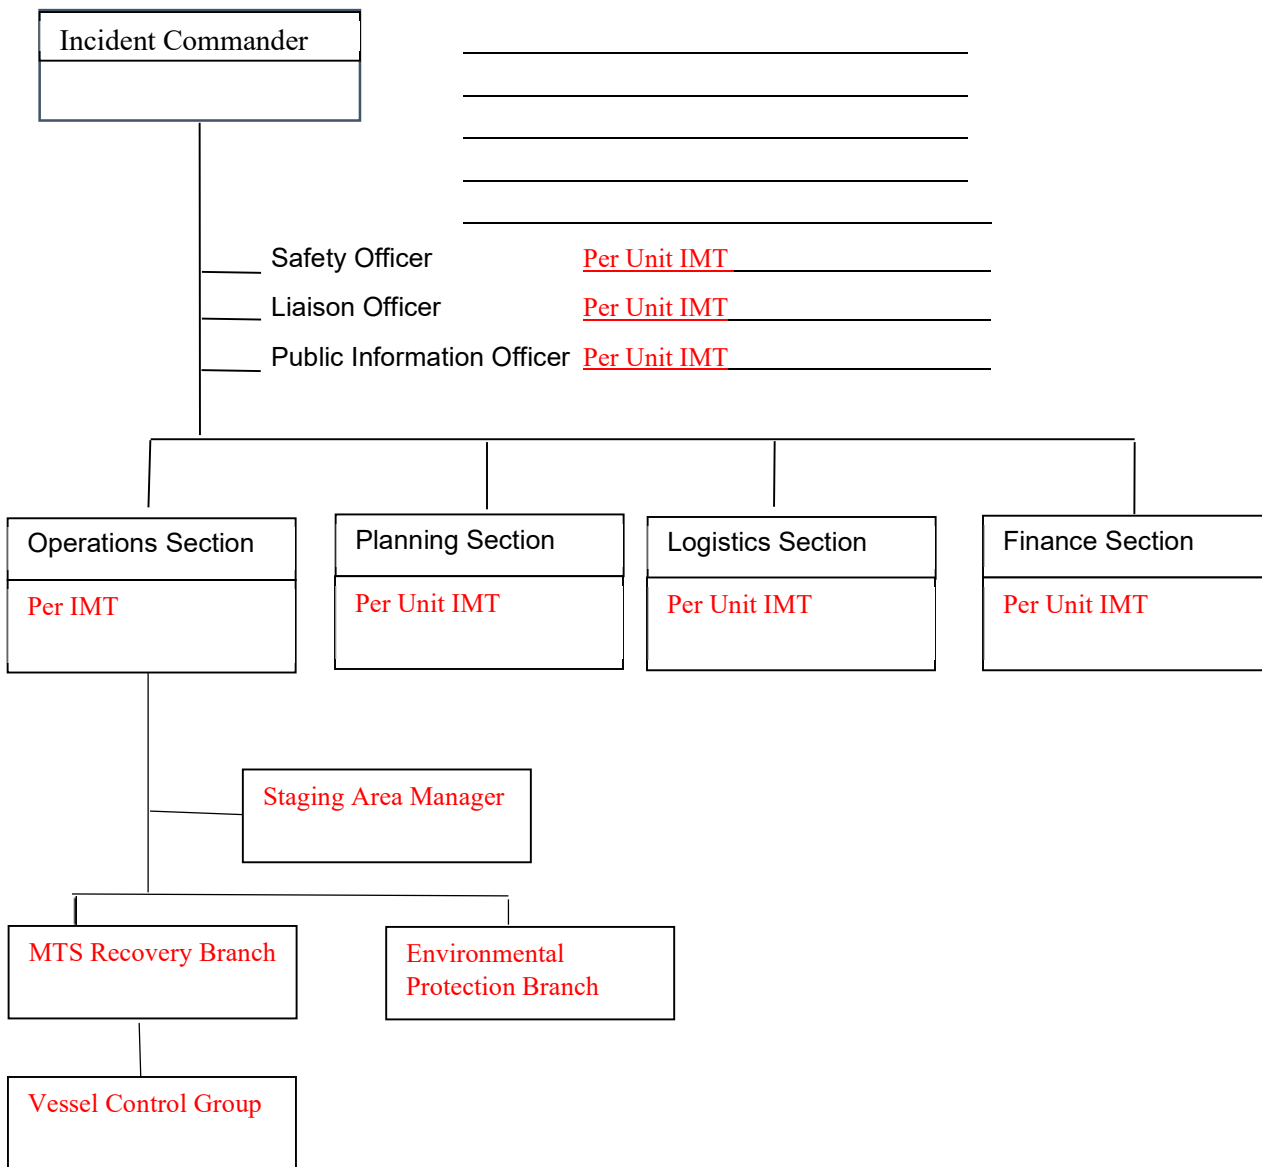 Incident Commander
Safety Officer Per Unit IMT
Liaison Officer Per Unit IMT
Public Information Officer Per Unit IMT
Operations Section
Per IMT
Planning Section
Per Unit IMT
Logistics Section
Per Unit IMT
Finance Section
Per Unit IMT
Staging Area Manager
MTS Recovery Branch
Environmental
Protection Branch
Vessel Control Group